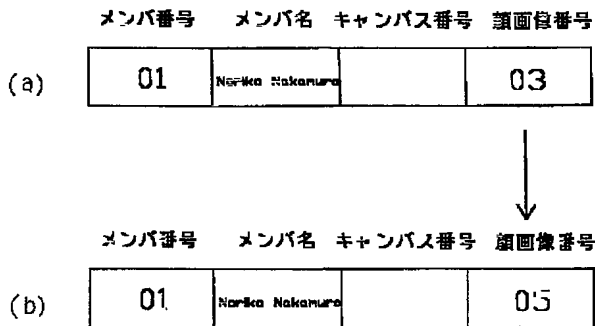 メンバ番号 メンバ名 キャンバス番号 顔画像番号
(a) 01 Noriko Nakamura 03
メンバ番号 メンバ名 キャンバス番号 顔画像番号
(b) 01 Noriko Nakamura 05